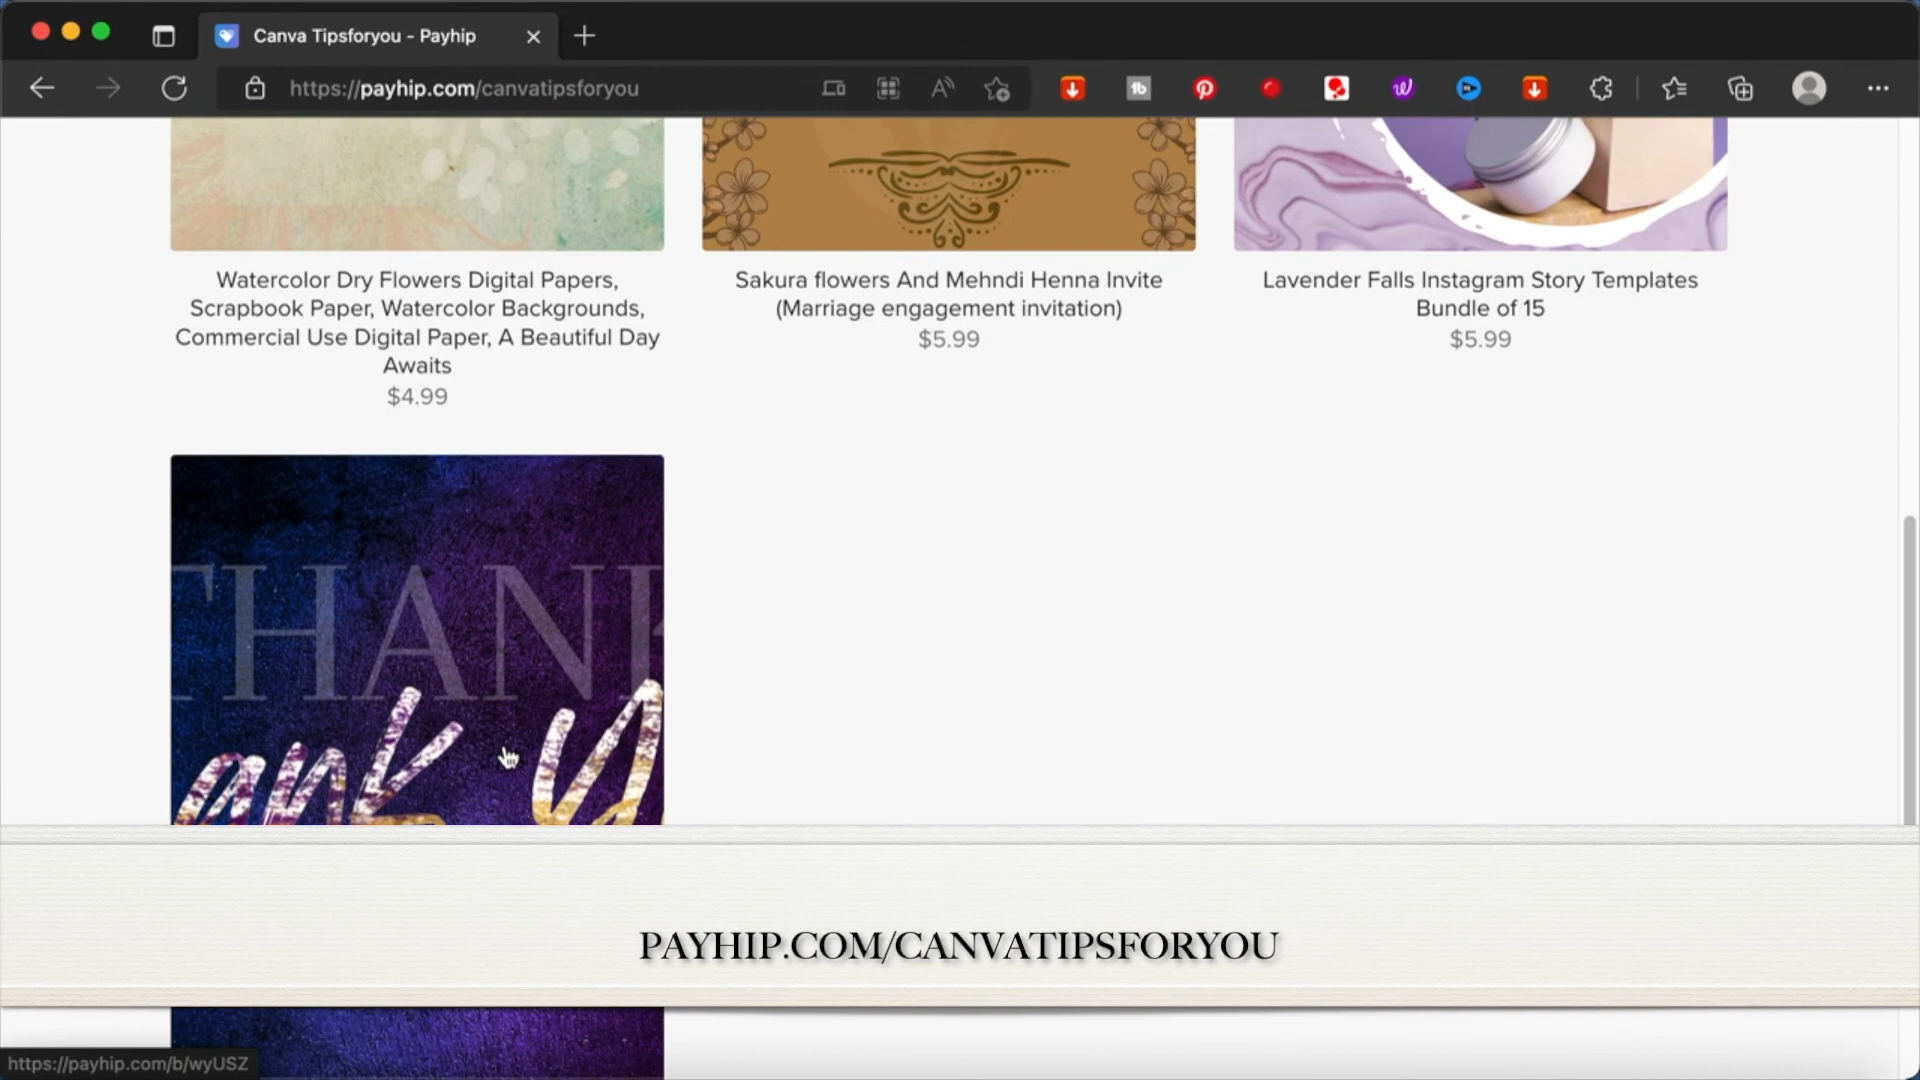 Canva Tipsforyou - Payhip
https://payhip.com/canvatipsforyou
Watercolor Dry Flowers Digital Papers,
Scrapbook Paper, Watercolor Backgrounds,
Commercial Use Digital Paper, A Beautiful Day
Awaits
$4.99
Sakura flowers And Mehndi Henna Invite
(Marriage engagement invitation)
$5.99
Lavender Falls Instagram Story Templates
Bundle of 15
$5.99
THANK
ank Y
PAYHIP.COM/CANVATIPSFORYOU
https://payhip.com/b/wyUSZ